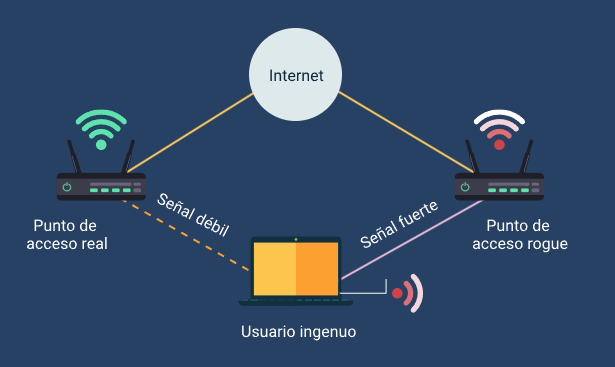 Internet
Señal débil
Señal fuerte
Punto de
acceso real
Punto de
acceso rogue
Usuario ingenuo